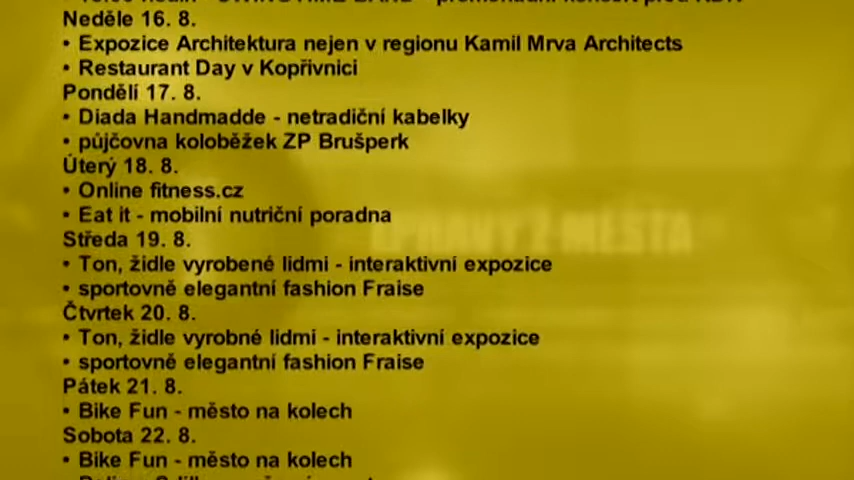 Neděle 16. 8.
• Expozice Architektura nejen v regionu Kamil Mrva Architects
• Restaurant Day v Kopřivnici
Pondělí 17. 8.
• Diada Handmadde - netradiční kabelky
• půjčovna koloběžek ZP Brušperk
Úterý 18. 8.
• Online fitness.cz
• Eat it - mobilní nutriční poradna
ZPRÁVY Z MĚSTA
Středa 19. 8.
• Ton, židle vyrobené lidmi - interaktivní expozice
• sportovně elegantní fashion Fraise
Čtvrtek 20. 8.
• Ton, židle vyrobné lidmi - interaktivní expozice
• sportovně elegantní fashion Fraise
Pátek 21. 8.
• Bike Fun - město na kolech
Sobota 22. 8.
• Bike Fun - město na kolech